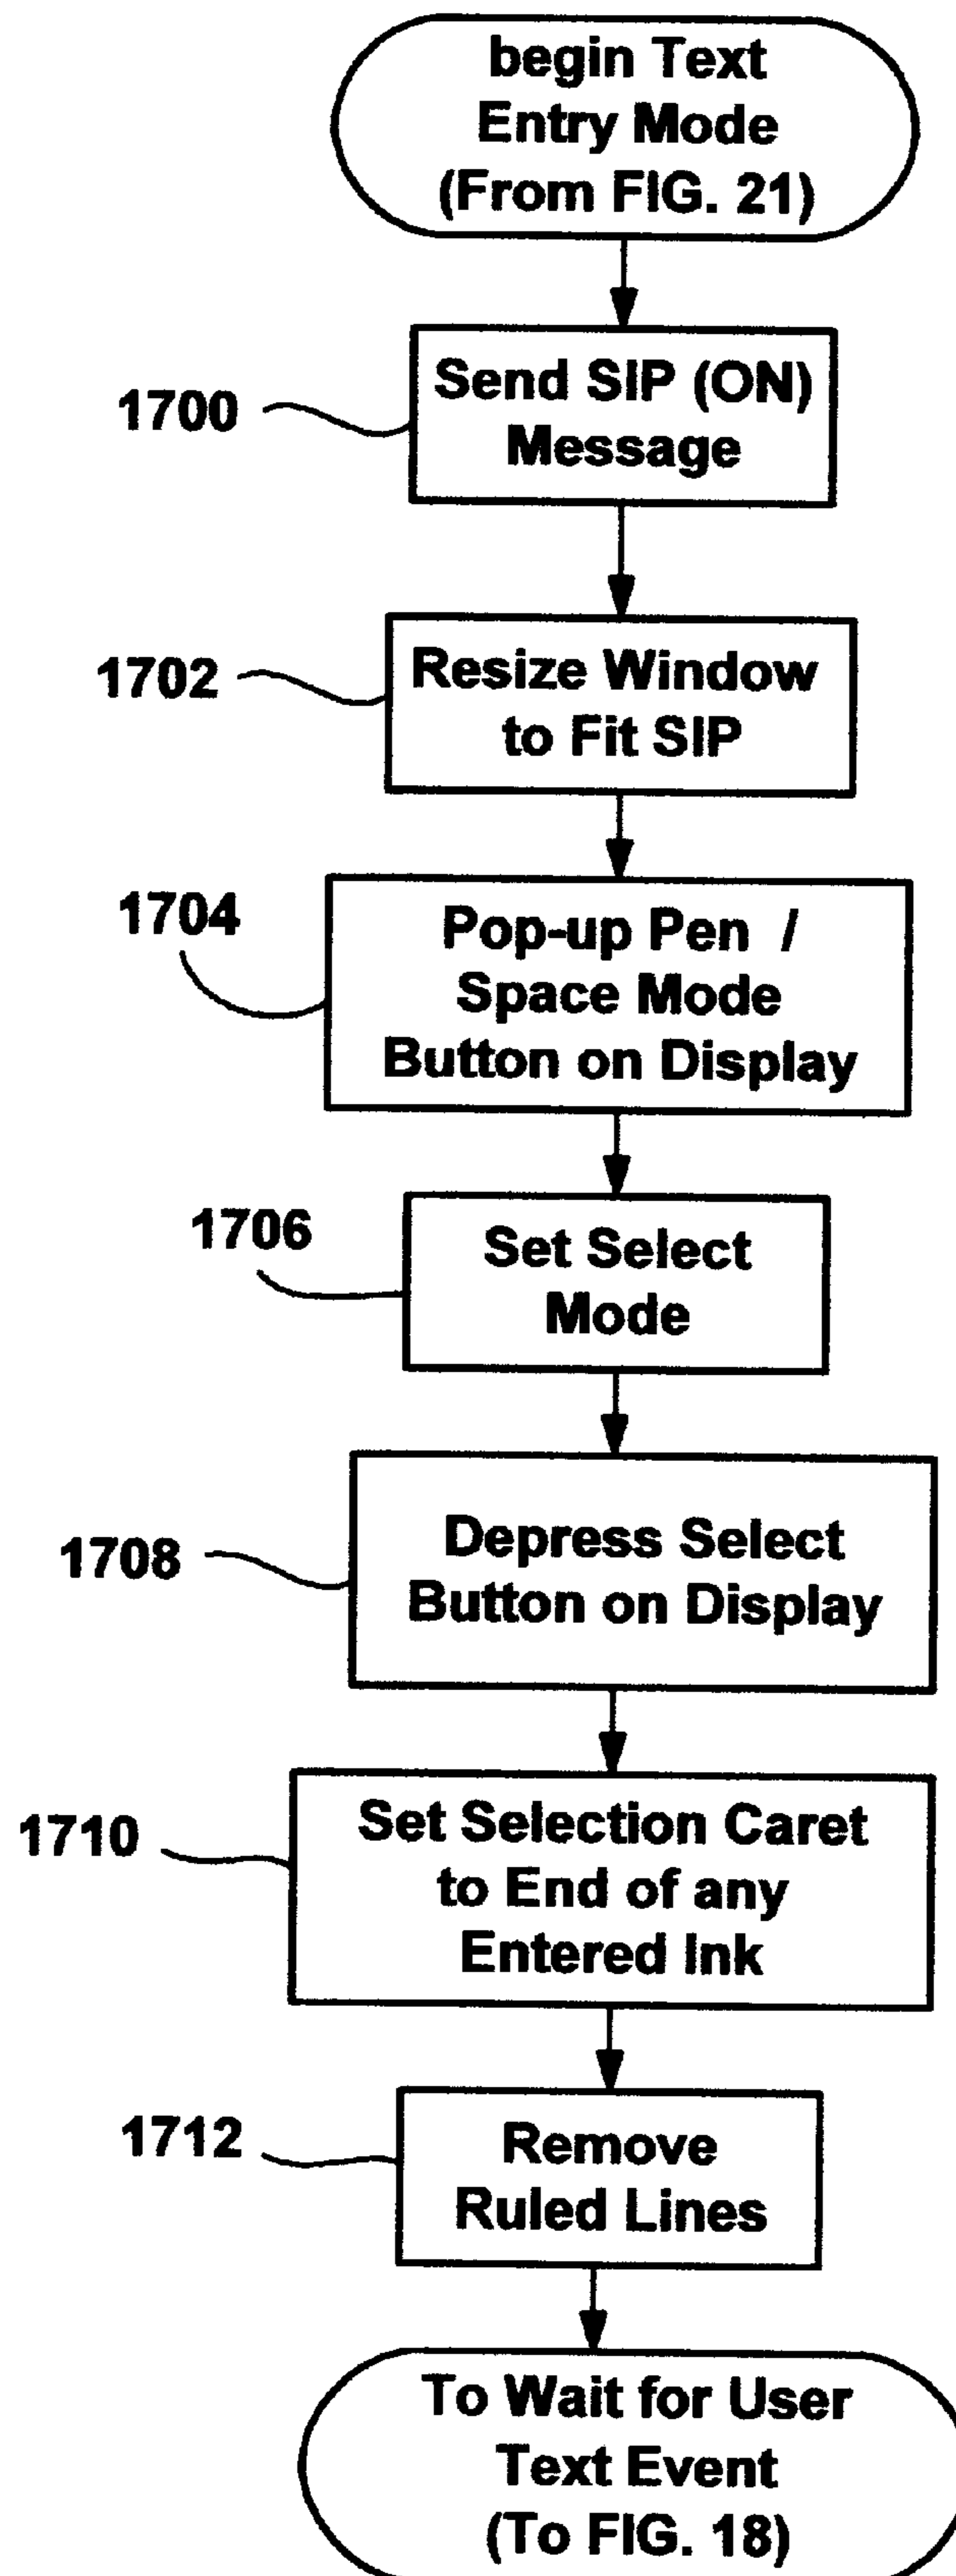 begin Text
Entry Mode
(From FIG. 21)
1700
Send SIP (ON)
Message
1702
Resize Window
to Fit SIP
1704
Pop-up Pen /
Space Mode
Button on Display
1706
Set Select
Mode
1708
Depress Select
Button on Display
1710
Set Selection Caret
to End of any
Entered Ink
1712
Remove
Ruled Lines
To Wait for User
Text Event
(To FIG. 18)